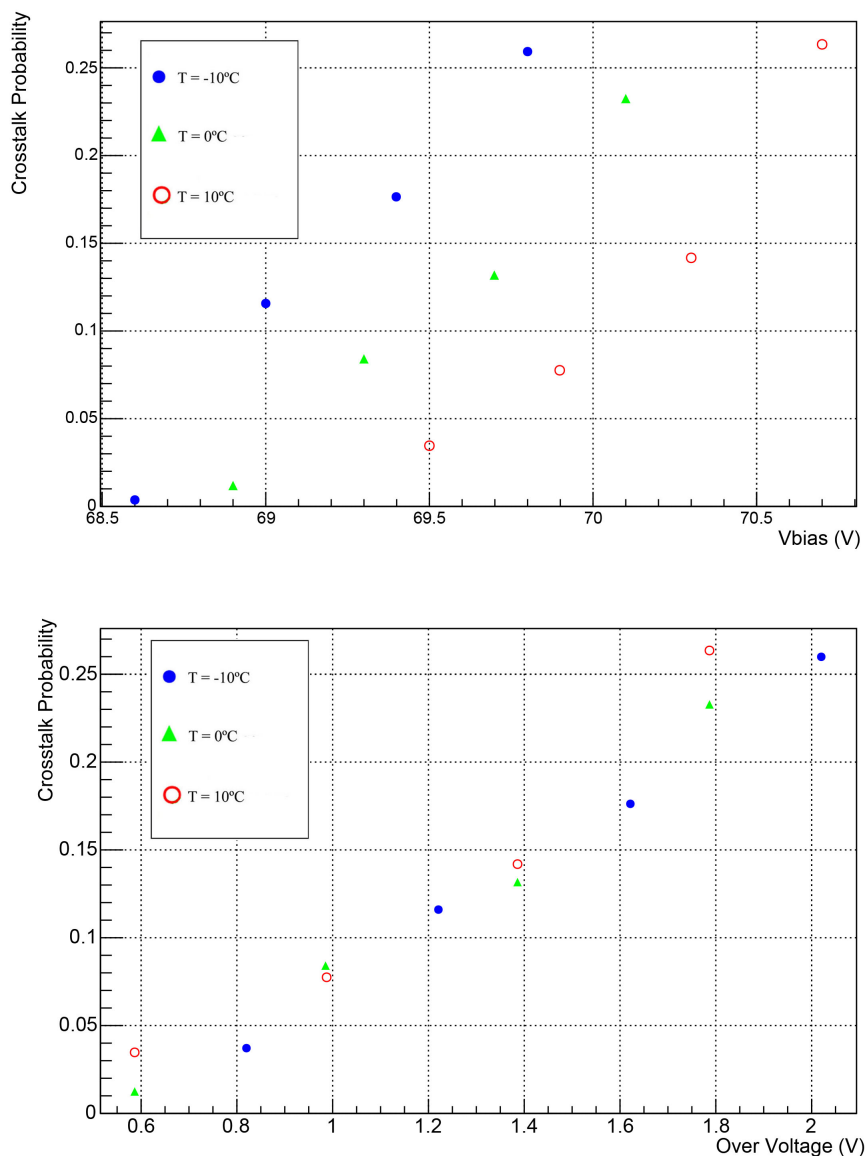 Crosstalk Probability
0.25
0.2
0.15
0.1
0.05
0
T = -10ºC
T = 0ºC
T = 10ºC
68.5 69 69.5 70 70.5
Vbias (V)
Crosstalk Probability
0.25
0.2
0.15
0.1
0.05
0
T = -10ºC
T = 0ºC
T = 10ºC
0.6 0.8 1 1.2 1.4 1.6 1.8 2
Over Voltage (V)